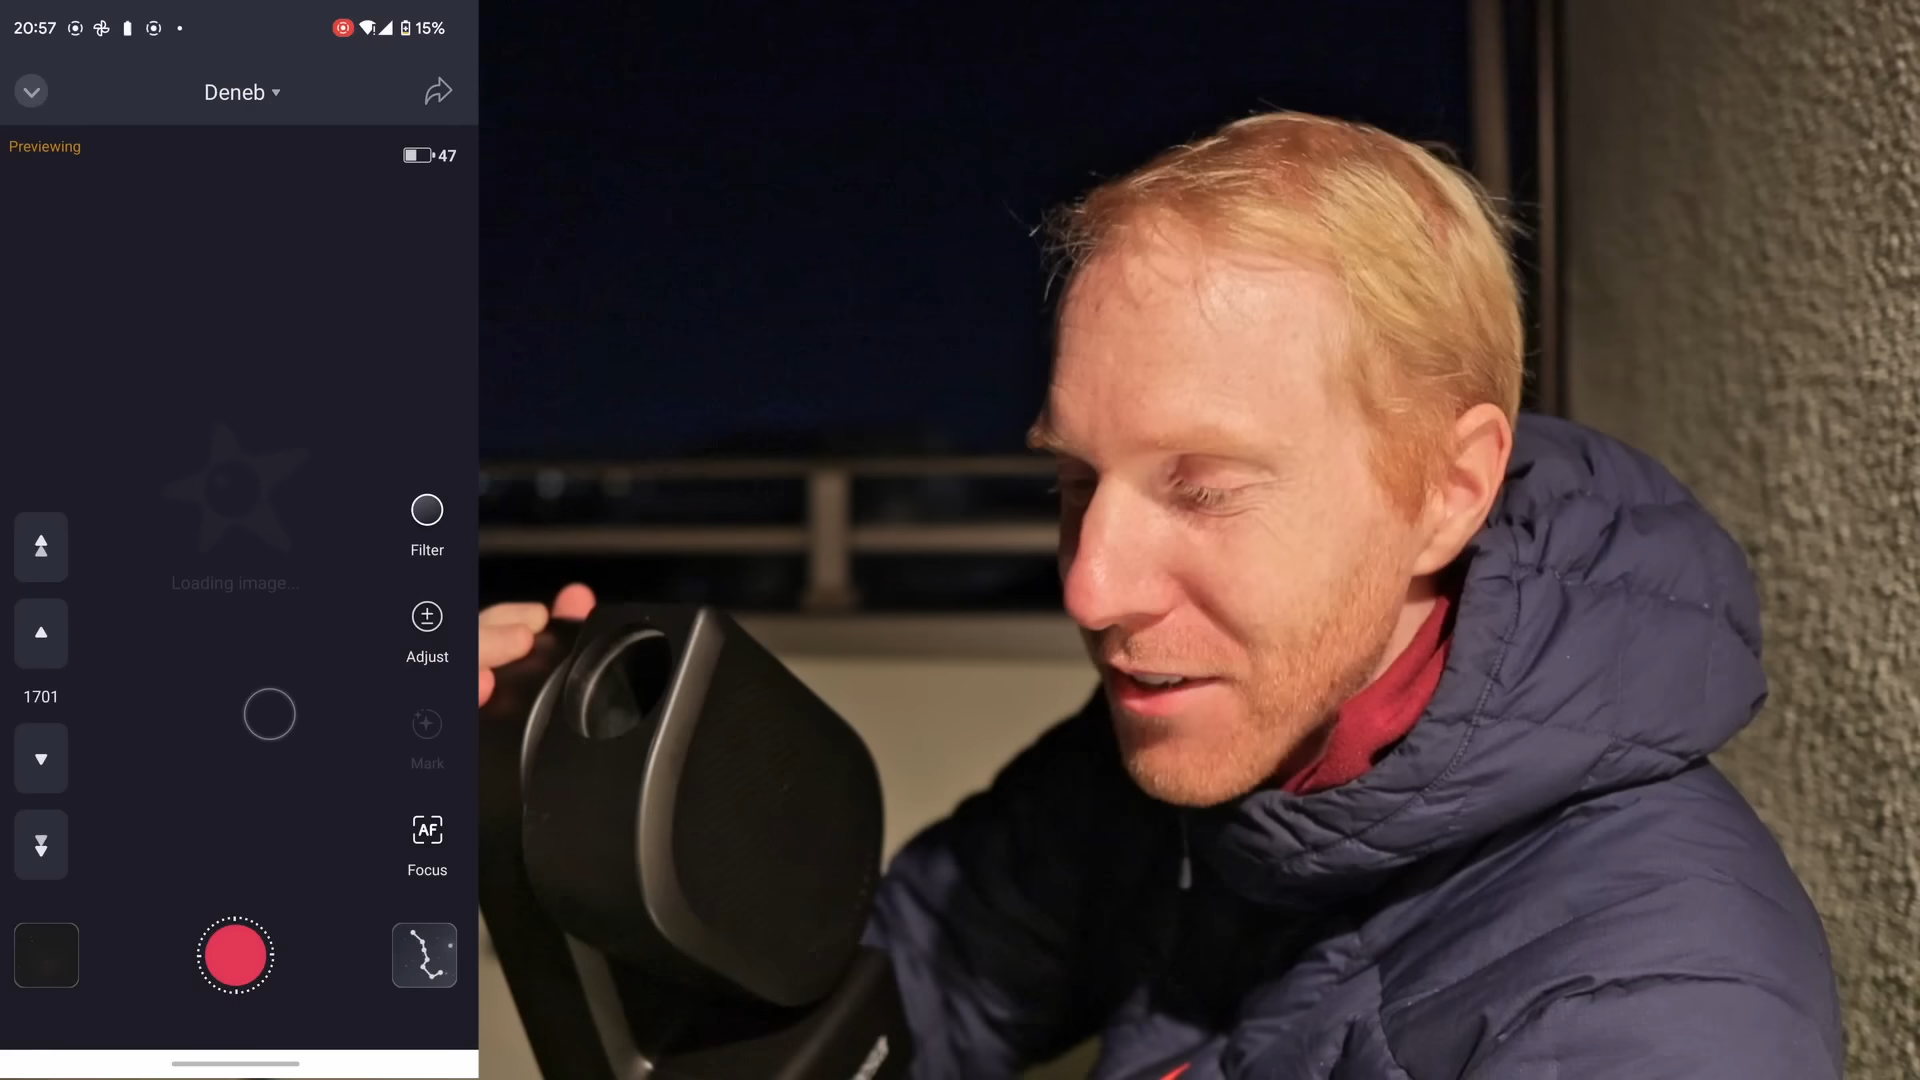 20:57
15%
Deneb
Previewing
47
Filter
Loading image...
Adjust
1701
Mark
AF
Focus